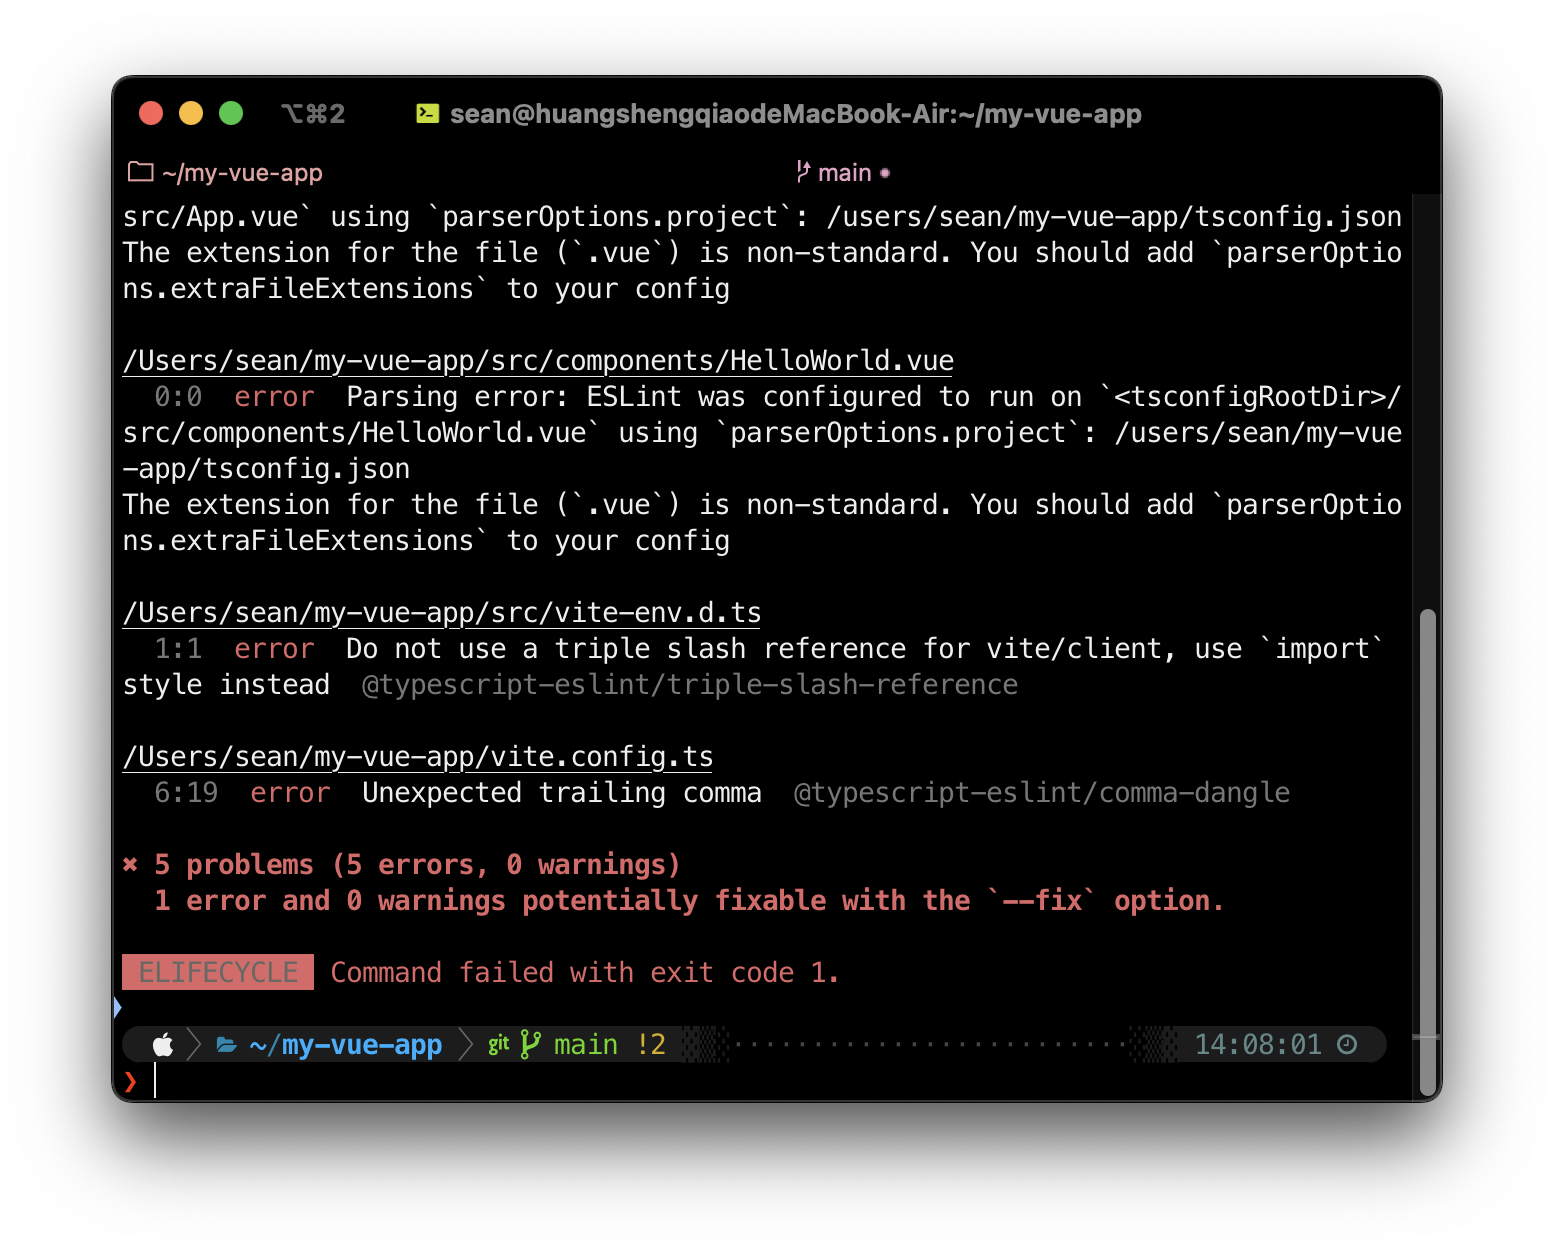 ⌥⌘2
sean@huangshengqiaodeMacBook-Air:~/my-vue-app
~/my-vue-app
main
src/App.vue` using `parserOptions.project`: /users/sean/my-vue-app/tsconfig.json
The extension for the file (`.vue`) is non-standard. You should add `parserOptio
ns.extraFileExtensions` to your config
/Users/sean/my-vue-app/src/components/HelloWorld.vue
0:0  error  Parsing error: ESLint was configured to run on `<tsconfigRootDir>/
src/components/HelloWorld.vue` using `parserOptions.project`: /users/sean/my-vue
-app/tsconfig.json
The extension for the file (`.vue`) is non-standard. You should add `parserOptio
ns.extraFileExtensions` to your config
/Users/sean/my-vue-app/src/vite-env.d.ts
1:1  error  Do not use a triple slash reference for vite/client, use `import`
style instead  @typescript-eslint/triple-slash-reference
/Users/sean/my-vue-app/vite.config.ts
6:19  error  Unexpected trailing comma  @typescript-eslint/comma-dangle
✖ 5 problems (5 errors, 0 warnings)
1 error and 0 warnings potentially fixable with the `--fix` option.
ELIFECYCLE  Command failed with exit code 1.
~/my-vue-app  git  main !2  14:08:01
❯